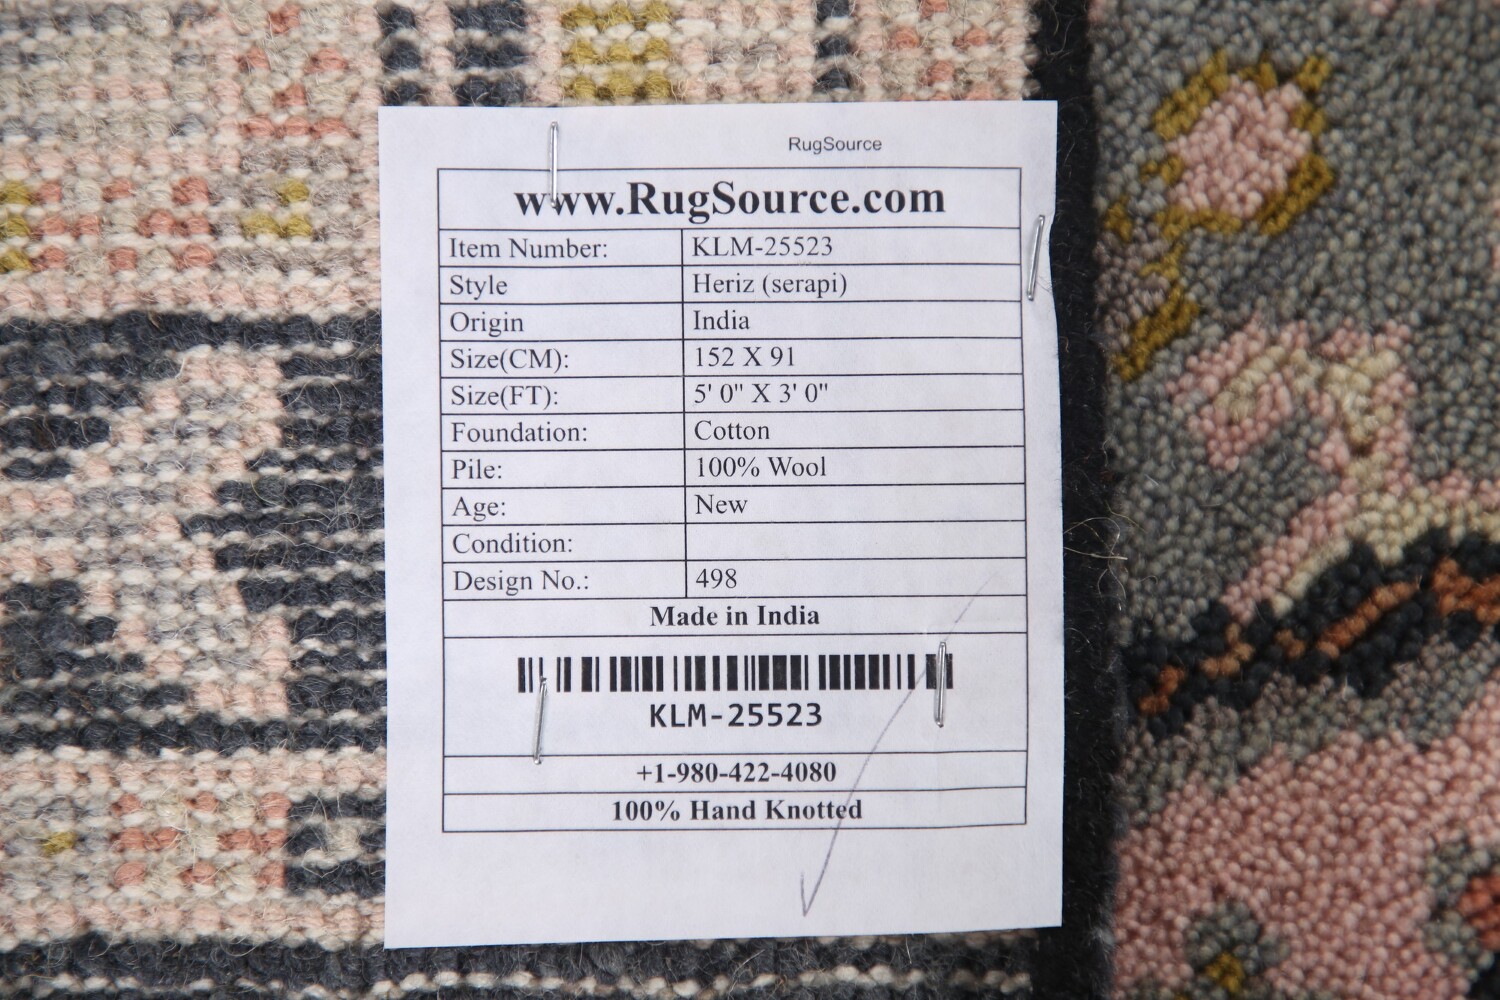 RugSource
www.RugSource.com
Item Number: KLM-25523
Style Heriz (serapi)
Origin India
Size(CM): 152 X 91
Size(FT): 5' 0" X 3' 0"
Foundation: Cotton
Pile: 100% Wool
Age: New
Condition:
Design No.: 498
Made in India
KLM-25523
+1-980-422-4080
100% Hand Knotted